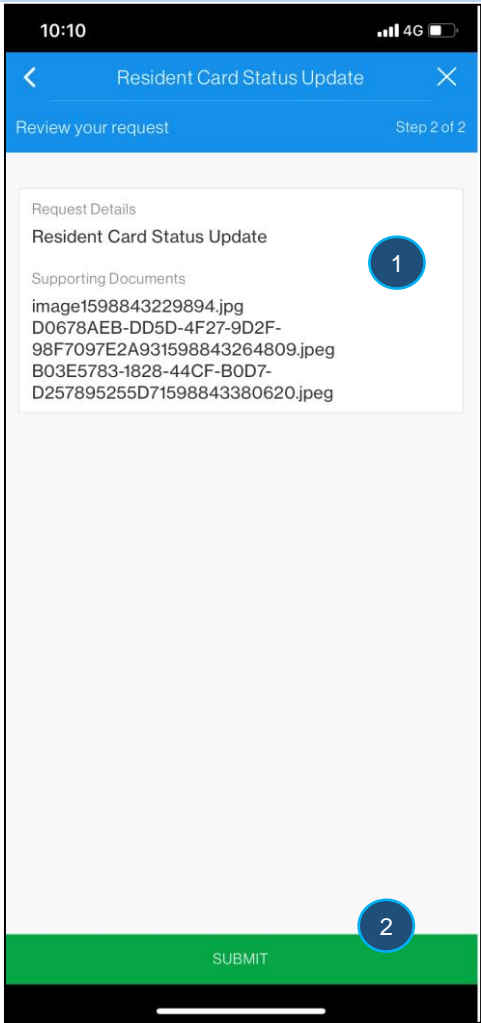 10:10 4G
Resident Card Status Update
Review your request Step 2 of 2
Request Details
Resident Card Status Update
1
Supporting Documents
image1598843229894.jpg
D0678AEB-DD5D-4F27-9D2F-
98F7097E2A931598843264809.jpeg
B03E5783-1828-44CF-B0D7-
D257895255D71598843380620.jpeg
2
SUBMIT